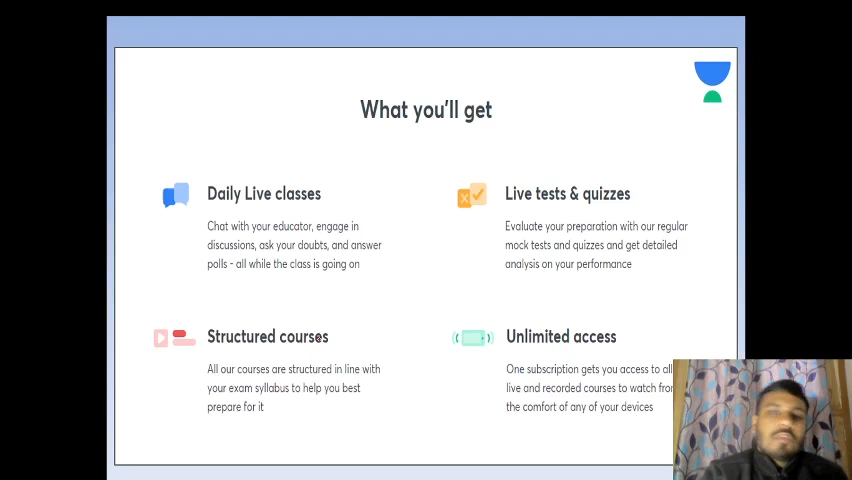 What you'll get
Daily Live classes
Chat with your educator, engage in
discussions, ask your doubts, and answer
polls - all while the class is going on
Live tests & quizzes
Evaluate your preparation with our regular
mock tests and quizzes and get detailed
analysis on your performance
Structured courses
All our courses are structured in line with
your exam syllabus to help you best
prepare for it
Unlimited access
One subscription gets you access to all
live and recorded courses to watch from
the comfort of any of your devices